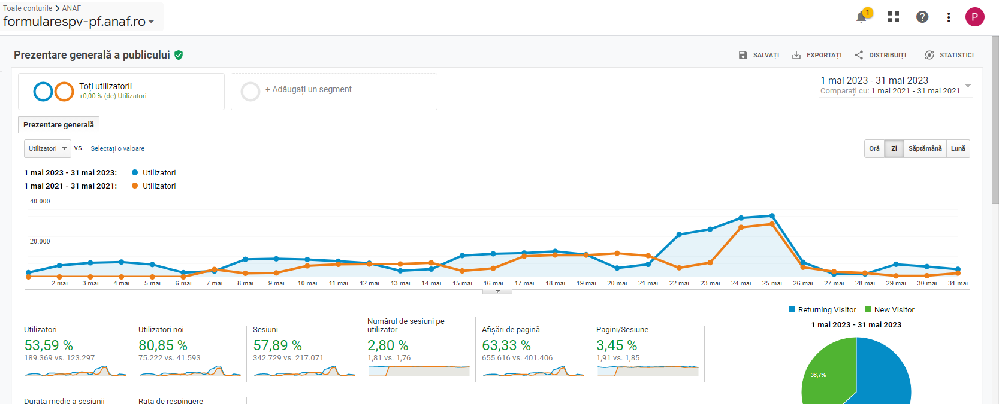 Toate conturile > ANAF
formularespv-pf.anaf.ro
1
P
Prezentare generală a publicului
SALVAȚI
EXPORTAȚI
DISTRIBUIȚI
STATISTICI
Toți utilizatorii
+0,00 % (de) Utilizatori
+ Adăugați un segment
1 mai 2023 - 31 mai 2023
Comparați cu: 1 mai 2021 - 31 mai 2021
Prezentare generală
Utilizatori vs. Selectați o valoare
Oră Zi Săptămână Lună
1 mai 2023 - 31 mai 2023: Utilizatori
1 mai 2021 - 31 mai 2021: Utilizatori
40.000
20.000
... 2 mai 3 mai 4 mai 5 mai 6 mai 7 mai 8 mai 9 mai 10 mai 11 mai 12 mai 13 mai 14 mai 15 mai 16 mai 17 mai 18 mai 19 mai 20 mai 21 mai 22 mai 23 mai 24 mai 25 mai 26 mai 27 mai 28 mai 29 mai 30 mai 31 mai
Utilizatori
53,59 %
189.369 vs. 123.297
Utilizatori noi
80,85 %
75.222 vs. 41.593
Sesiuni
57,89 %
342.729 vs. 217.071
Numărul de sesiuni pe
utilizator
2,80 %
1,81 vs. 1,76
Afișări de pagină
63,33 %
655.616 vs. 401.406
Pagini/Sesiune
3,45 %
1,91 vs. 1,85
Returning Visitor New Visitor
1 mai 2023 - 31 mai 2023
36,7%
Durata medie a sesiunii
Rata de respingere